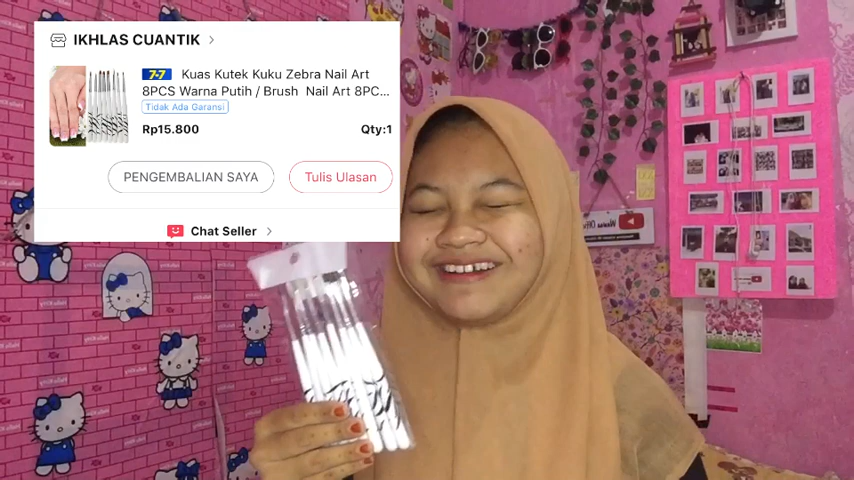 IKHLAS CUANTIK
7-7 Kuas Kutek Kuku Zebra Nail Art
8PCS Warna Putih / Brush Nail Art 8PC...
Tidak Ada Garansi
Rp15.800 Qty:1
PENGEMBALIAN SAYA Tulis Ulasan
Chat Seller